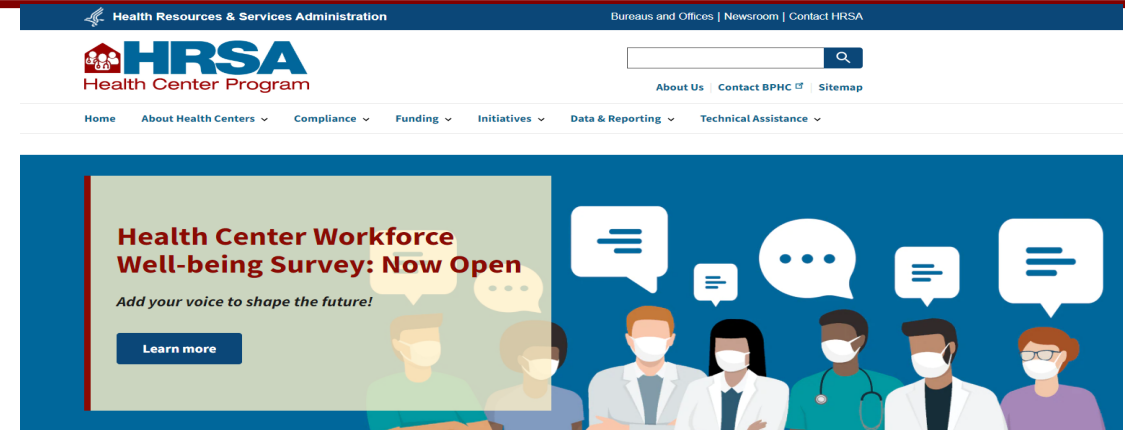 Health Resources & Services Administration
Bureaus and Offices | Newsroom | Contact HRSA
HRSA
Health Center Program
About Us | Contact BPHC | Sitemap
Home About Health Centers Compliance Funding Initiatives Data & Reporting Technical Assistance
Health Center Workforce
Well-being Survey: Now Open
Add your voice to shape the future!
Learn more